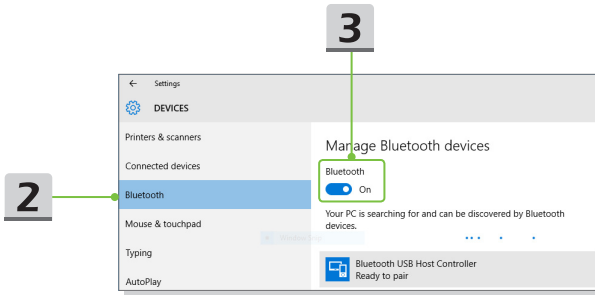 3
← Settings
DEVICES
Printers & scanners
Connected devices
2
Bluetooth
Mouse & touchpad
Typing
AutoPlay
Manage Bluetooth devices
Bluetooth
On
Your PC is searching for and can be discovered by Bluetooth
devices.
Bluetooth USB Host Controller
Ready to pair